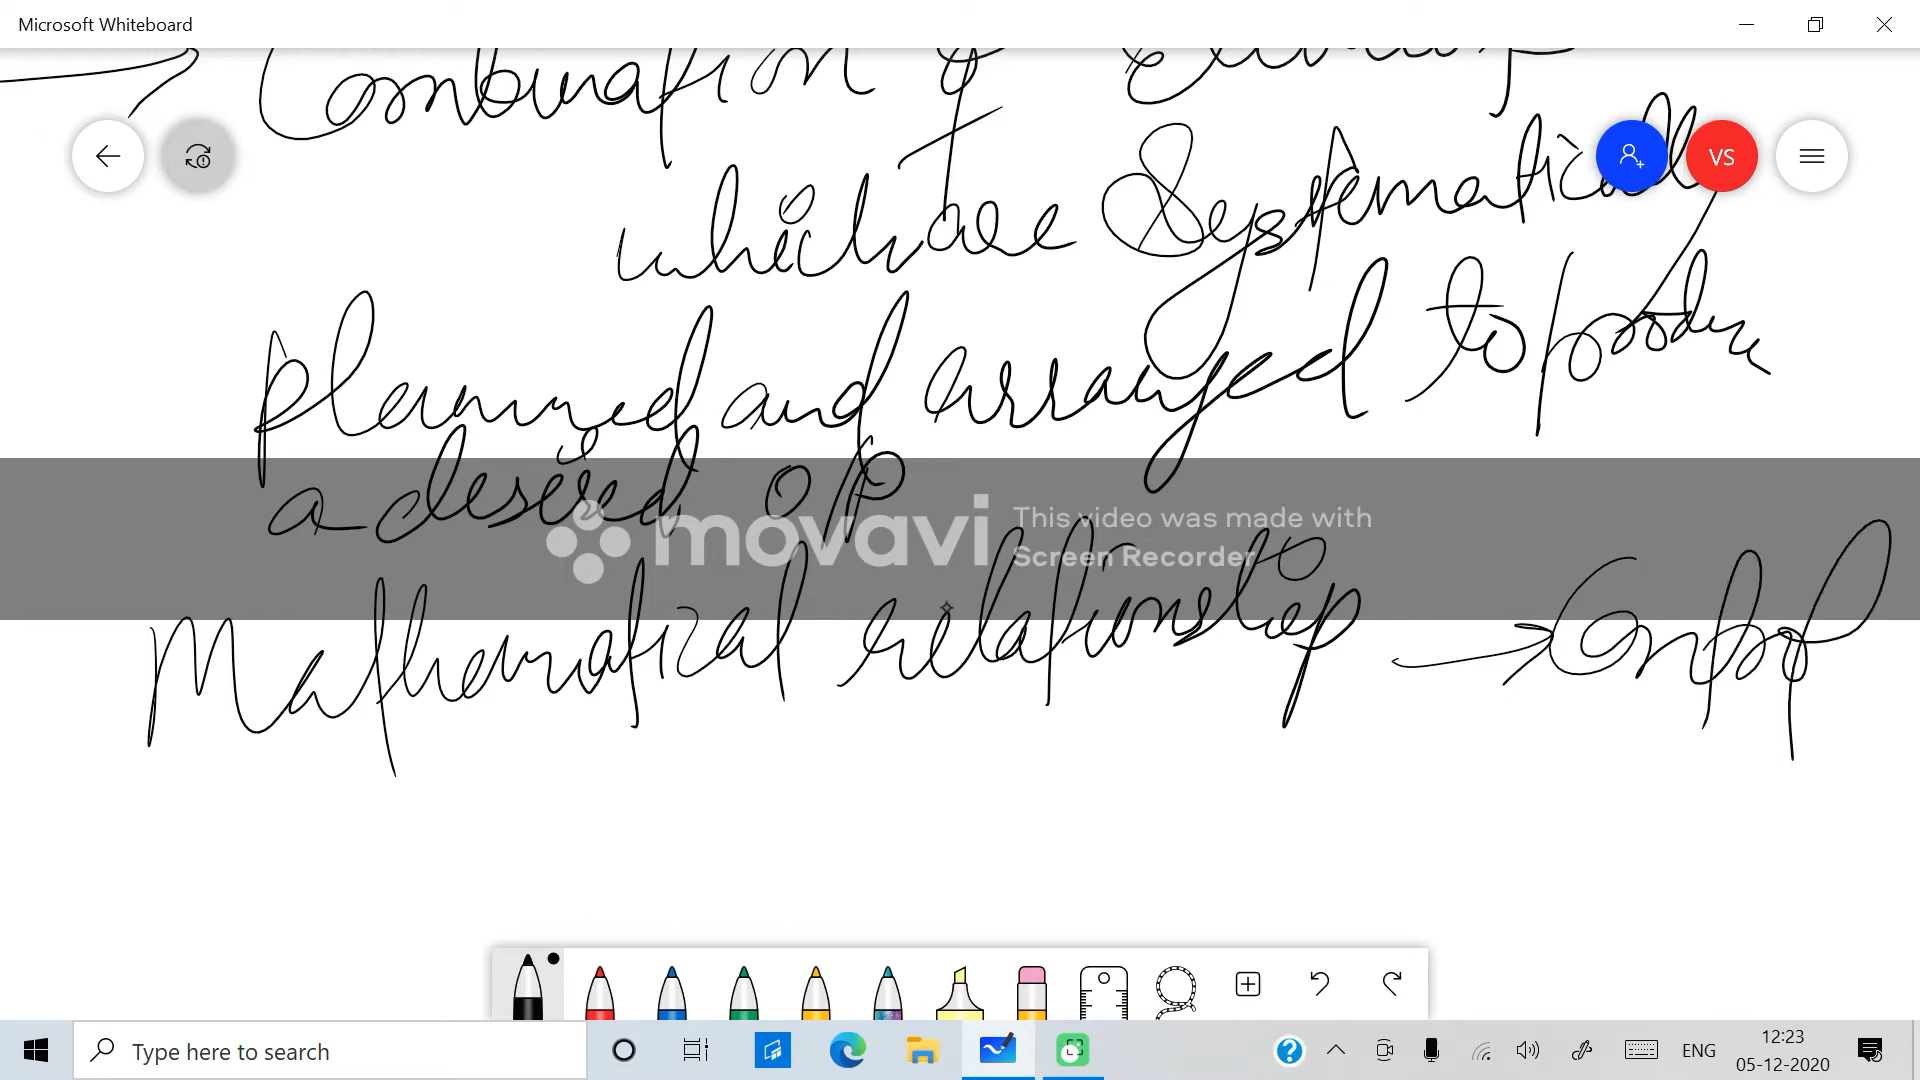 Microsoft Whiteboard
Combination of
which are Systematically
VS
planned and arranged to produ
a desired o/p
movavi
This video was made with
Screen Recorder
Mathematical relationship → Control
Type here to search
ENG
12:23
05-12-2020